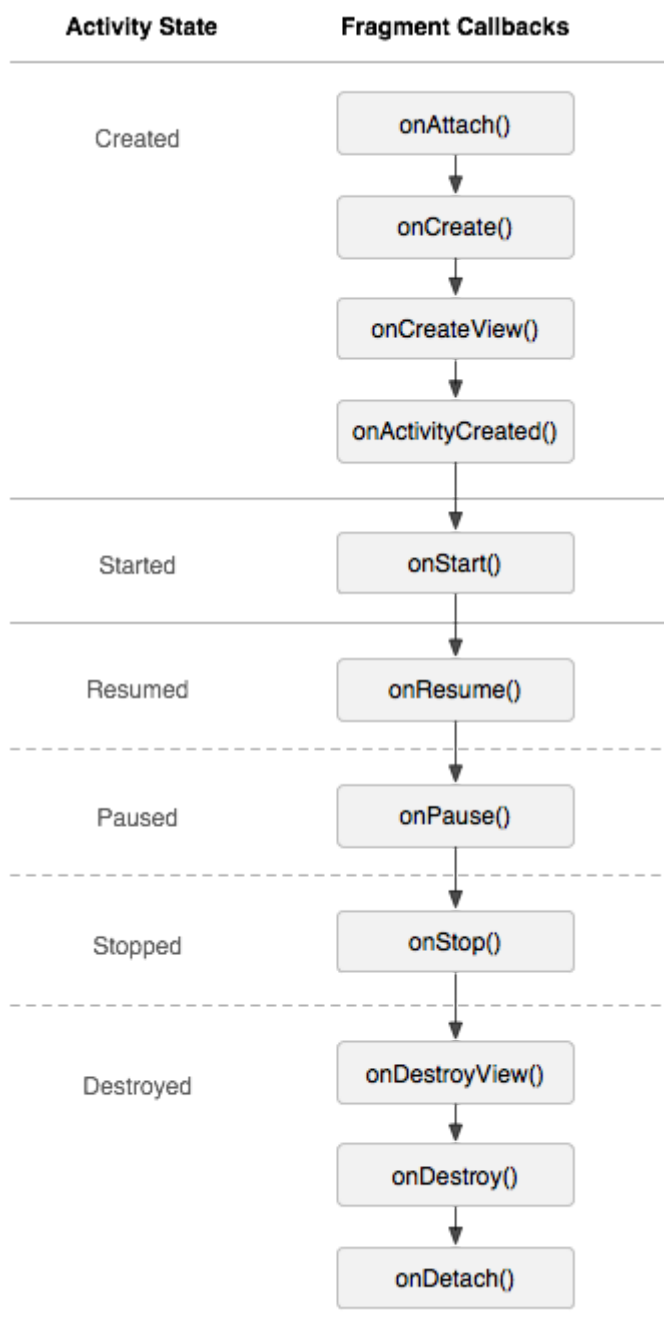 Activity State Fragment Callbacks
Created onAttach()
onCreate()
onCreateView()
onActivityCreated()
Started onStart()
Resumed onResume()
Paused onPause()
Stopped onStop()
Destroyed onDestroyView()
onDestroy()
onDetach()